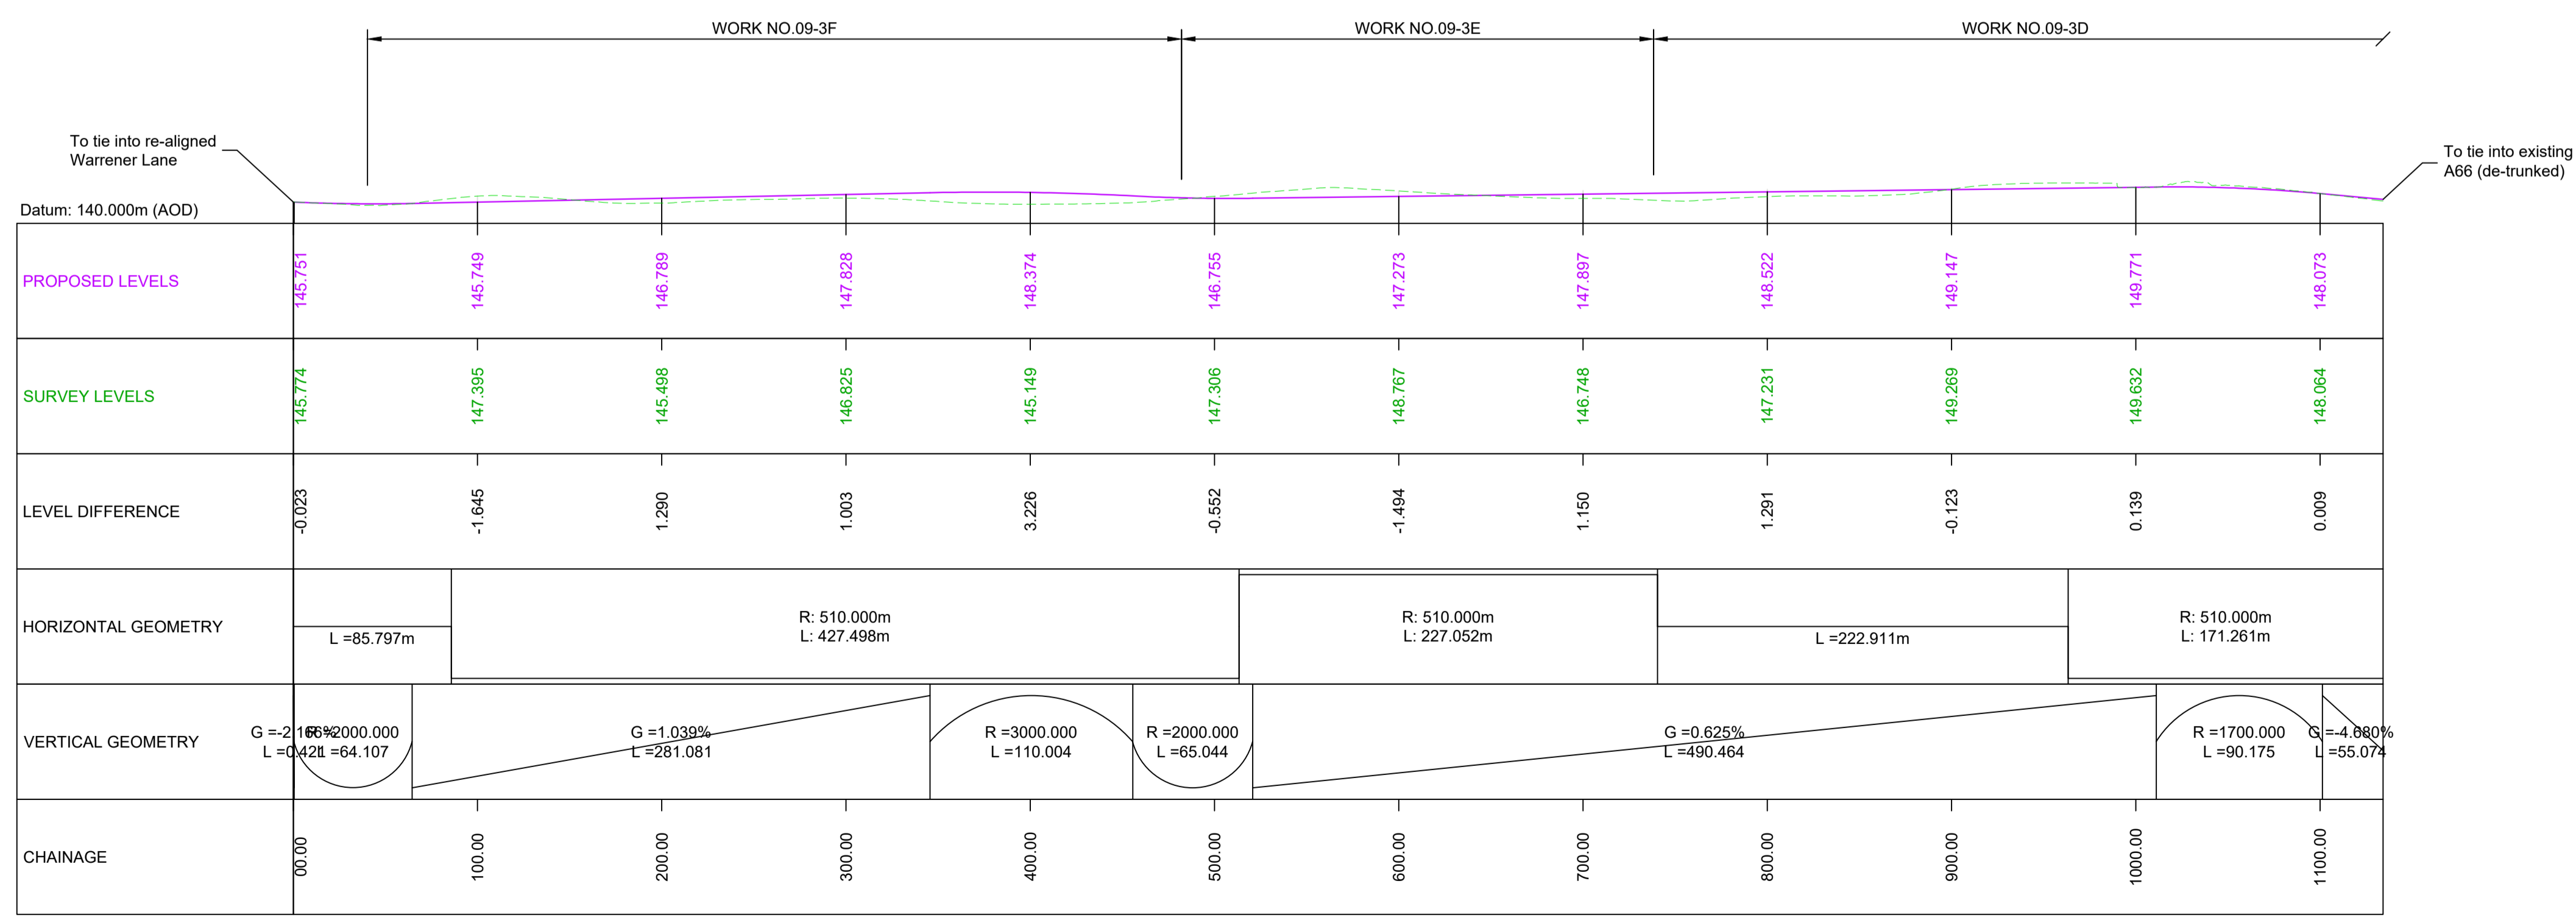 WORK NO.09-3F
WORK NO.09-3E
WORK NO.09-3D
To tie into re-aligned
Warrener Lane
To tie into existing
A66 (de-trunked)
Datum: 140.000m (AOD)
PROPOSED LEVELS
145.751
145.749
146.789
147.828
148.374
146.755
147.273
147.897
148.522
149.147
149.771
148.073
SURVEY LEVELS
145.774
147.395
145.498
146.825
145.149
147.306
148.767
146.748
147.231
149.269
149.632
148.064
LEVEL DIFFERENCE
-0.023
-1.645
1.290
1.003
3.226
-0.552
-1.494
1.150
1.291
-0.123
0.139
0.009
HORIZONTAL GEOMETRY
L =85.797m
R: 510.000m
L: 427.498m
R: 510.000m
L: 227.052m
L =222.911m
R: 510.000m
L: 171.261m
VERTICAL GEOMETRY
G =-2.166%
L =0.421
R =2000.000
L =64.107
G =1.039%
L =281.081
R =3000.000
L =110.004
R =2000.000
L =65.044
G =0.625%
L =490.464
R =1700.000
L =90.175
G =-4.680%
L =55.074
CHAINAGE
00.00
100.00
200.00
300.00
400.00
500.00
600.00
700.00
800.00
900.00
1000.00
1100.00